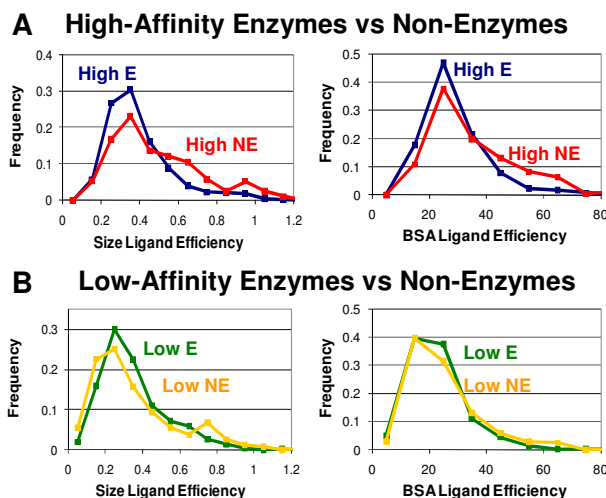 A High-Affinity Enzymes vs Non-Enzymes
0.4
0.3
0.2
0.1
0
Frequency
High E
High NE
0 0.2 0.4 0.6 0.8 1 1.2
Size Ligand Efficiency
0.5
0.4
0.3
0.2
0.1
0
Frequency
High E
High NE
0 20 40 60 80
BSA Ligand Efficiency
B Low-Affinity Enzymes vs Non-Enzymes
0.3
0.2
0.1
0
Frequency
Low E
Low NE
0 0.2 0.4 0.6 0.8 1 1.2
Size Ligand Efficiency
0.5
0.4
0.3
0.2
0.1
0
Frequency
Low E
Low NE
0 20 40 60 80
BSA Ligand Efficiency